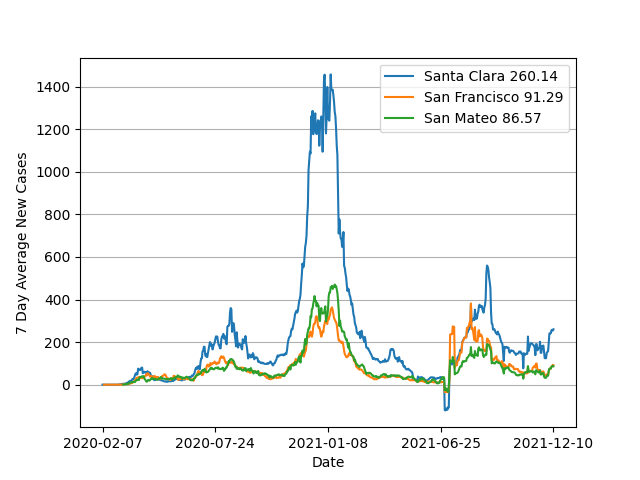 1400
1200
1000
800
600
400
200
0
7 Day Average New Cases
Santa Clara 260.14
San Francisco 91.29
San Mateo 86.57
2020-02-07 2020-07-24 2021-01-08 2021-06-25 2021-12-10
Date